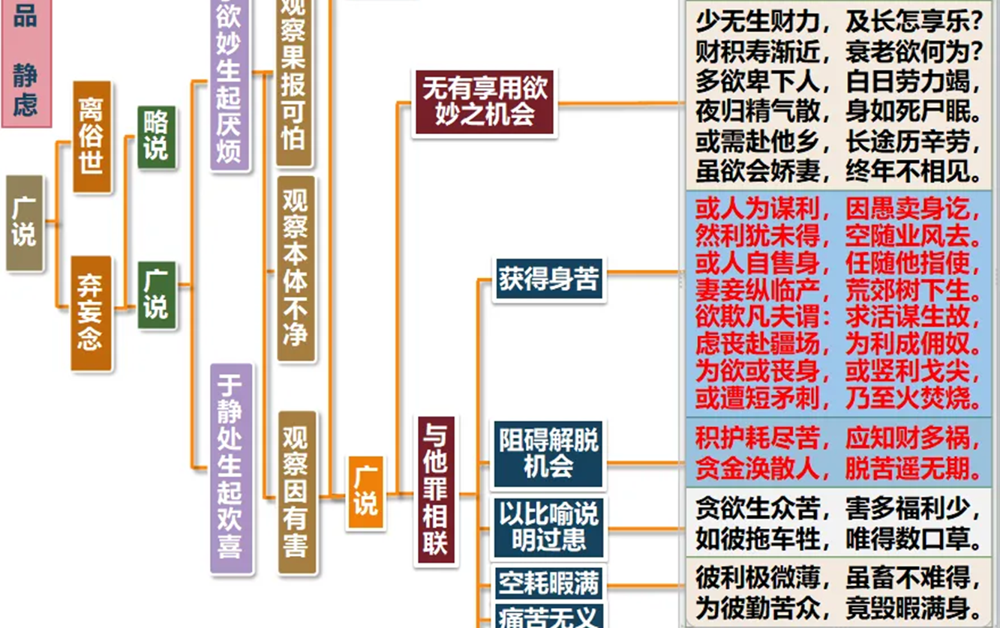 品
静
虑
广说
离俗世
弃妄念
略说
广说
欲妙生起厌烦
于静处生起欢喜
观察果报可怕
观察本体不净
观察因有害
广说
无有享用欲
妙之机会
与他罪相联
获得身苦
阻碍解脱
机会
以比喻说
明过患
空耗暇满
痛苦无义
少无生财力，及长怎享乐？
财积寿渐近，衰老欲何为？
多欲卑下人，白日劳力竭，
夜归精气散，身如死尸眠。
或需赴他乡，长途历辛劳，
虽欲会娇妻，终年不相见。
或人为谋利，因愚卖身讫，
然利犹未得，空随业风去。
或人自售身，任随他指使，
妻妾纵临产，荒郊树下生。
欲欺凡夫谓：求活谋生故，
虑丧赴疆场，为利成佣奴。
为欲或丧身，或竖利戈尖，
或遭短矛刺，乃至火焚烧。
积护耗尽苦，应知财多祸，
贪金涣散人，脱苦遥无期。
贪欲生众苦，害多福利少，
如彼拖车牲，唯得数口草。
彼利极微薄，虽畜不难得，
为彼勤苦众，竟毁暇满身。